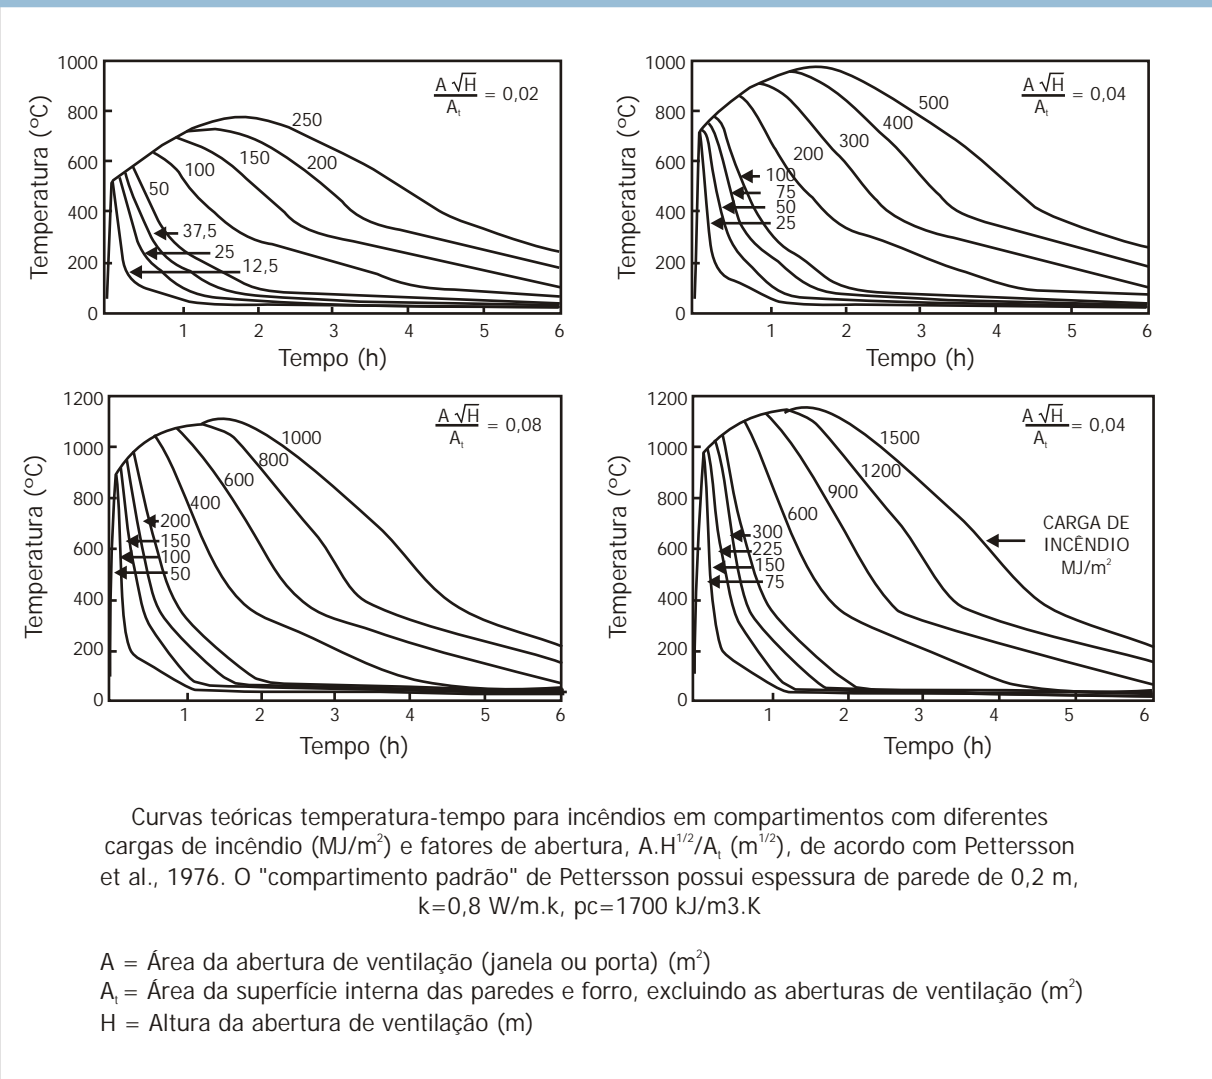 1000
800
600
400
200
0
Temperatura (ºC)
A √H
At
= 0,02
250
200
150
100
50
37,5
25
12,5
1 2 3 4 5 6
Tempo (h)
1000
800
600
400
200
0
Temperatura (ºC)
A √H
At
= 0,04
500
400
300
200
100
75
50
25
1 2 3 4 5 6
Tempo (h)
1200
1000
800
600
400
200
0
Temperatura (ºC)
A √H
At
= 0,08
1000
800
600
400
200
150
100
50
1 2 3 4 5 6
Tempo (h)
1200
1000
800
600
400
200
0
Temperatura (ºC)
A √H
At
= 0,04
1500
1200
900
600
300
225
150
75
CARGA DE
INCÊNDIO
MJ/m²
1 2 3 4 5 6
Tempo (h)
Curvas teóricas temperatura-tempo para incêndios em compartimentos com diferentes
cargas de incêndio (MJ/m²) e fatores de abertura, A.H^1/2/At (m^1/2), de acordo com Pettersson
et al., 1976. O "compartimento padrão" de Pettersson possui espessura de parede de 0,2 m,
k=0,8 W/m.k, pc=1700 kJ/m3.K
A = Área da abertura de ventilação (janela ou porta) (m²)
At = Área da superfície interna das paredes e forro, excluindo as aberturas de ventilação (m²)
H = Altura da abertura de ventilação (m)